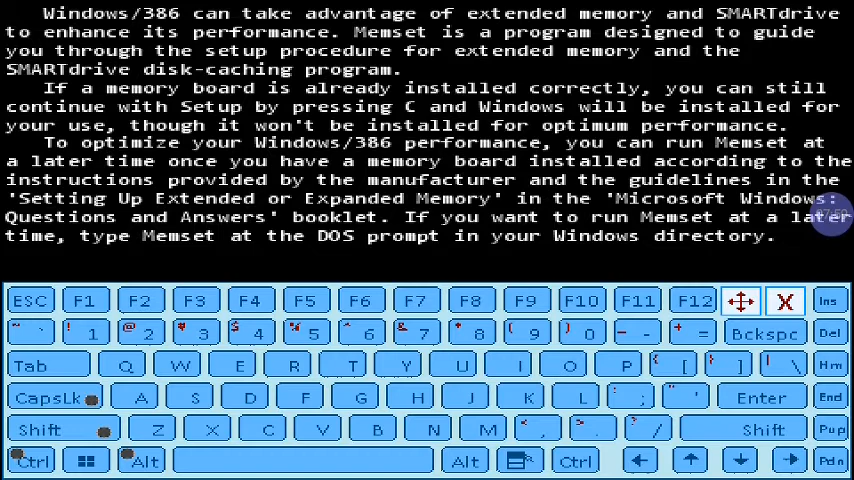 Windows/386 can take advantage of extended memory and SMARTdrive
to enhance its performance. Memset is a program designed to guide
you through the setup procedure for extended memory and the
SMARTdrive disk-caching program.
If a memory board is already installed correctly, you can still
continue with Setup by pressing C and Windows will be installed for
your use, though it won't be installed for optimum performance.
To optimize your Windows/386 performance, you can run Memset at
a later time once you have a memory board installed according to the
instructions provided by the manufacturer and the guidelines in the
'Setting Up Extended or Expanded Memory' in the 'Microsoft Windows:
Questions and Answers' booklet. If you want to run Memset at a later
time, type Memset at the DOS prompt in your Windows directory.
ESC F1 F2 F3 F4 F5 F6 F7 F8 F9 F10 F11 F12 X Ins
~ ` ! 1 @ 2 # 3 $ 4 % 5 ^ 6 & 7 * 8 ( 9 ) 0 _ - + = Bckspc Del
Tab Q W E R T Y U I O P { [ } ] | \ Hm
CapsLk A S D F G H J K L : ; " ' Enter End
Shift Z X C V B N M < , > . ? / Shift Pup
Ctrl Alt Alt Ctrl Pdn